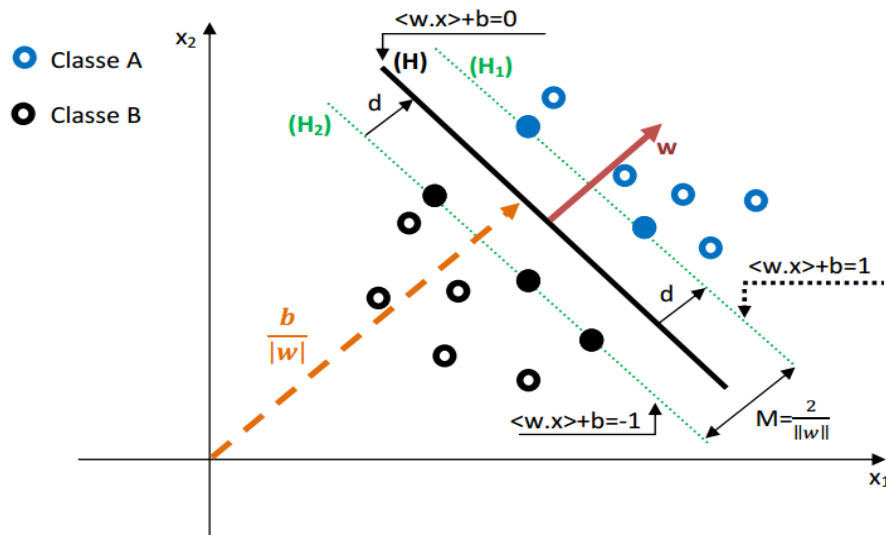 <w.x>+b=0
x₂
Classe A
(H)
(H₁)
Classe B
d
(H₂)
w
<w.x>+b=1
d
b/|w|
<w.x>+b=-1
M=2/‖w‖
x₁